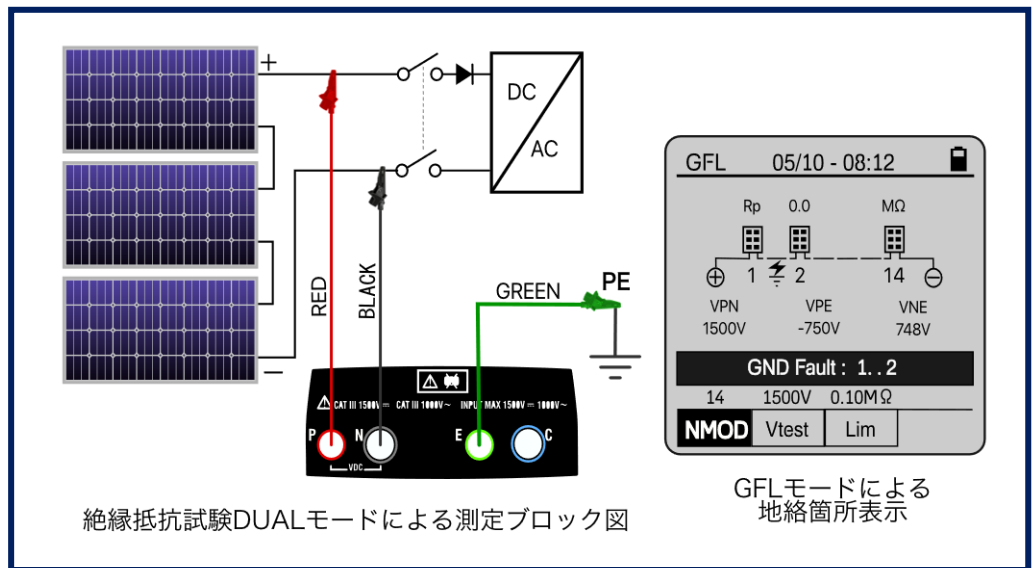 +
DC
AC
−
RED
BLACK
GREEN
PE
⚠ CAT III 1500V⎓ CAT III 1000V～ INPUT MAX 1500V⎓ 1000V～
P N E C
VDC
絶縁抵抗試験DUALモードによる測定ブロック図
GFL 05/10 - 08:12
Rp 0.0 MΩ
⊕ 1 2 14 ⊖
VPN VPE VNE
1500V -750V 748V
GND Fault : 1. . 2
14 1500V 0.10MΩ
NMOD Vtest Lim
GFLモードによる
地絡箇所表示